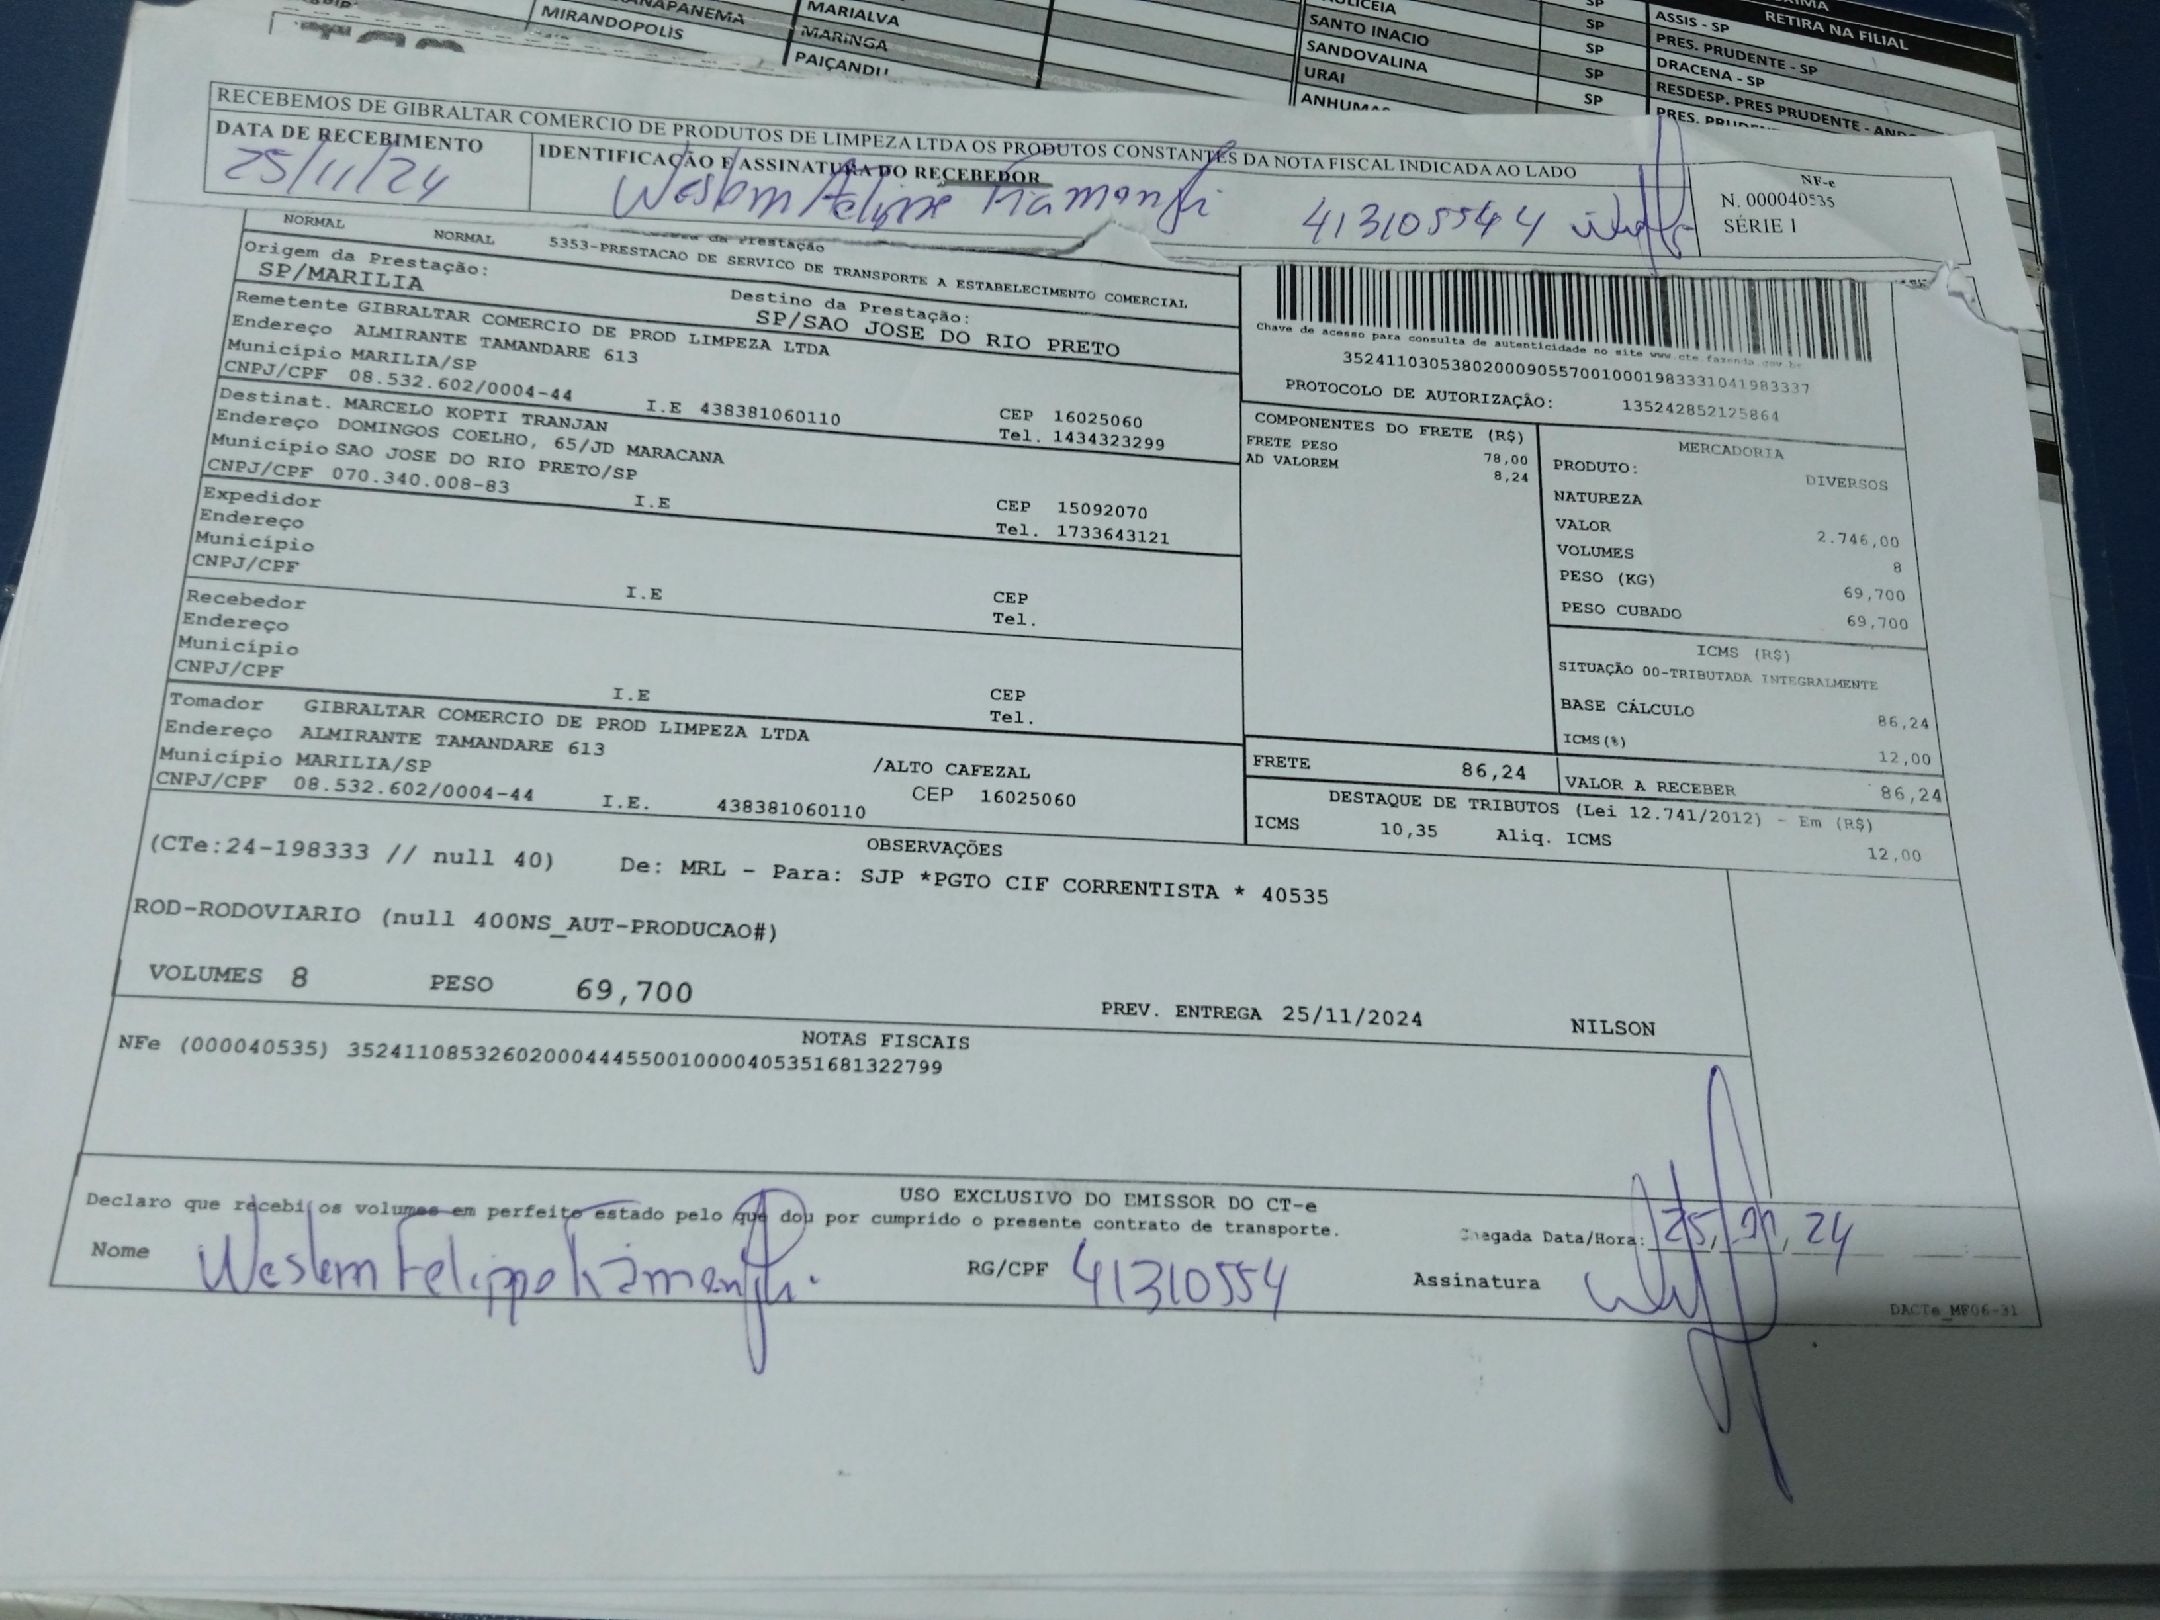 MIRANDOPOLIS
MARIALVA
MARINGA
PAIÇANDU
SANTO INACIO
SANDOVALINA
URAI
SP
SP
SP
SP
ASSIS - SP
RETIRA NA FILIAL
PRES. PRUDENTE - SP
DRACENA - SP
RESDESP. PRES PRUDENTE -
RECEBEMOS DE GIBRALTAR COMERCIO DE PRODUTOS DE LIMPEZA LTDA OS PRODUTOS CONSTANTES DA NOTA FISCAL INDICADA AO LADO
DATA DE RECEBIMENTO
25/11/24
IDENTIFICAÇÃO E ASSINATURA DO RECEBEDOR
413105544
NF-e
N. 000040535
SÉRIE 1
NORMAL NORMAL 5353-PRESTACAO DE SERVICO DE TRANSPORTE A ESTABELECIMENTO COMERCIAL
Origem da Prestação:
SP/MARILIA
Destino da Prestação:
SP/SAO JOSE DO RIO PRETO
Remetente GIBRALTAR COMERCIO DE PROD LIMPEZA LTDA
Endereço ALMIRANTE TAMANDARE 613
Município MARILIA/SP CEP 16025060
CNPJ/CPF 08.532.602/0004-44 I.E 438381060110 Tel. 1434323299
Destinat. MARCELO KOPTI TRANJAN
Endereço DOMINGOS COELHO, 65/JD MARACANA
Município SAO JOSE DO RIO PRETO/SP CEP 15092070
CNPJ/CPF 070.340.008-83 I.E Tel. 1733643121
Expedidor
Endereço
Município CEP
CNPJ/CPF I.E Tel.
Recebedor
Endereço
Município CEP
CNPJ/CPF I.E Tel.
Tomador GIBRALTAR COMERCIO DE PROD LIMPEZA LTDA
Endereço ALMIRANTE TAMANDARE 613 /ALTO CAFEZAL
Município MARILIA/SP CEP 16025060
CNPJ/CPF 08.532.602/0004-44 I.E. 438381060110
Chave de acesso para consulta de autenticidade no site www.cte.fazenda.gov.br
35241103053802000905570010001983331041983337
PROTOCOLO DE AUTORIZAÇÃO: 135242852125864
COMPONENTES DO FRETE (R$)
FRETE PESO 78,00
AD VALOREM 8,24
MERCADORIA
PRODUTO: DIVERSOS
NATUREZA
VALOR 2.746,00
VOLUMES 8
PESO (KG) 69,700
PESO CUBADO 69,700
ICMS (R$)
SITUAÇÃO 00-TRIBUTADA INTEGRALMENTE
BASE CÁLCULO 86,24
ICMS(%) 12,00
FRETE 86,24
VALOR A RECEBER 86,24
DESTAQUE DE TRIBUTOS (Lei 12.741/2012) - Em (R$)
ICMS 10,35 Aliq. ICMS 12,00
OBSERVAÇÕES
(CTe:24-198333 // null 40) De: MRL - Para: SJP *PGTO CIF CORRENTISTA * 40535
ROD-RODOVIARIO (null 400NS_AUT-PRODUCAO#)
VOLUMES 8 PESO 69,700 PREV. ENTREGA 25/11/2024 NILSON
NOTAS FISCAIS
NFe (000040535) 35241108532602000444550010000405351681322799
USO EXCLUSIVO DO EMISSOR DO CT-e
Declaro que recebi os volumes em perfeito estado pelo que dou por cumprido o presente contrato de transporte.
Chegada Data/Hora: 25, 11, 24
Nome
RG/CPF 41310554
Assinatura
DACTe_MF06-31